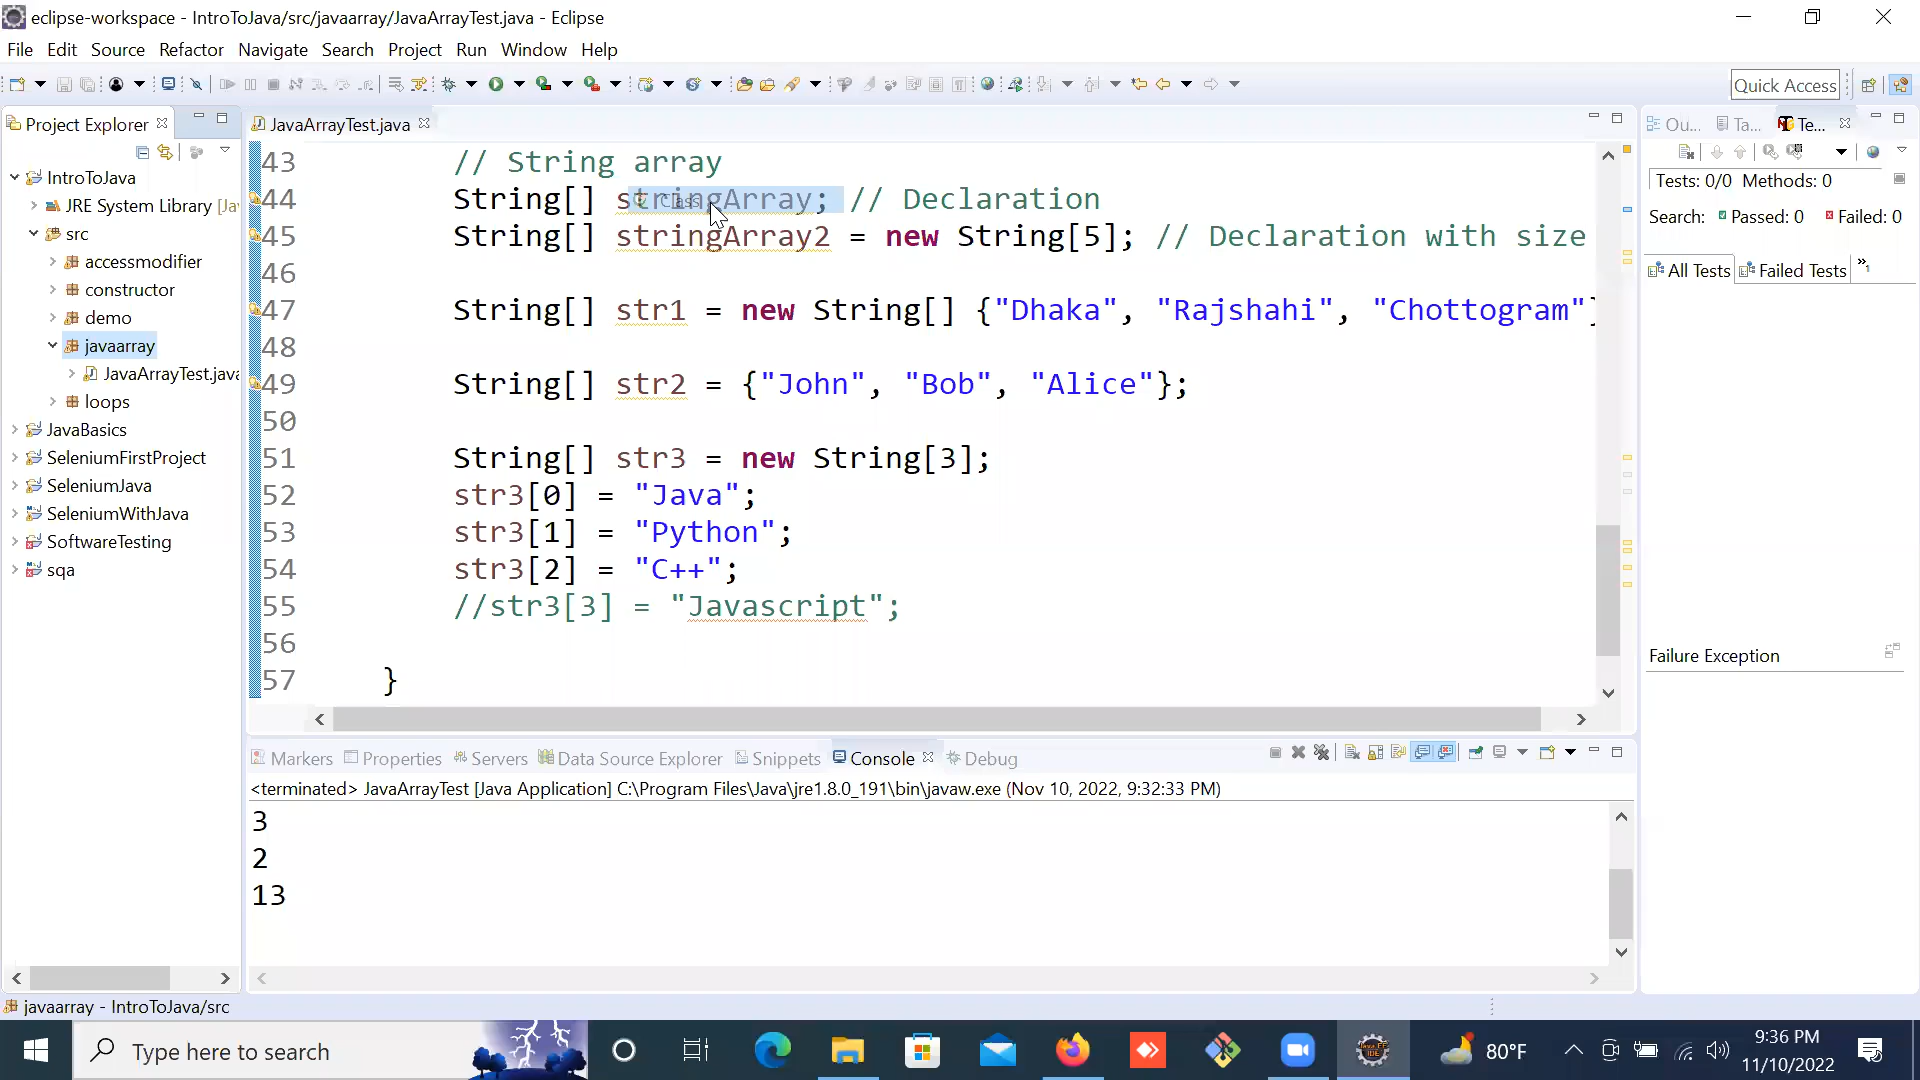 eclipse-workspace - IntroToJava/src/javaarray/JavaArrayTest.java - Eclipse
File Edit Source Refactor Navigate Search Project Run Window Help
Quick Access
Project Explorer
IntroToJava
JRE System Library [Jav
src
accessmodifier
constructor
demo
javaarray
JavaArrayTest.java
loops
JavaBasics
SeleniumFirstProject
SeleniumJava
SeleniumWithJava
SoftwareTesting
sqa
JavaArrayTest.java
43 // String array
44 String[] stringArray; // Declaration
Class
45 String[] stringArray2 = new String[5]; // Declaration with size
46
47 String[] str1 = new String[] {"Dhaka", "Rajshahi", "Chottogram"}
48
49 String[] str2 = {"John", "Bob", "Alice"};
50
51 String[] str3 = new String[3];
52 str3[0] = "Java";
53 str3[1] = "Python";
54 str3[2] = "C++";
55 //str3[3] = "Javascript";
56
57 }
Ou... Ta... Te...
Tests: 0/0 Methods: 0
Search: Passed: 0 Failed: 0
All Tests Failed Tests »1
Failure Exception
Markers Properties Servers Data Source Explorer Snippets Console Debug
<terminated> JavaArrayTest [Java Application] C:\Program Files\Java\jre1.8.0_191\bin\javaw.exe (Nov 10, 2022, 9:32:33 PM)
3
2
13
javaarray - IntroToJava/src
Type here to search
80°F
9:36 PM
11/10/2022